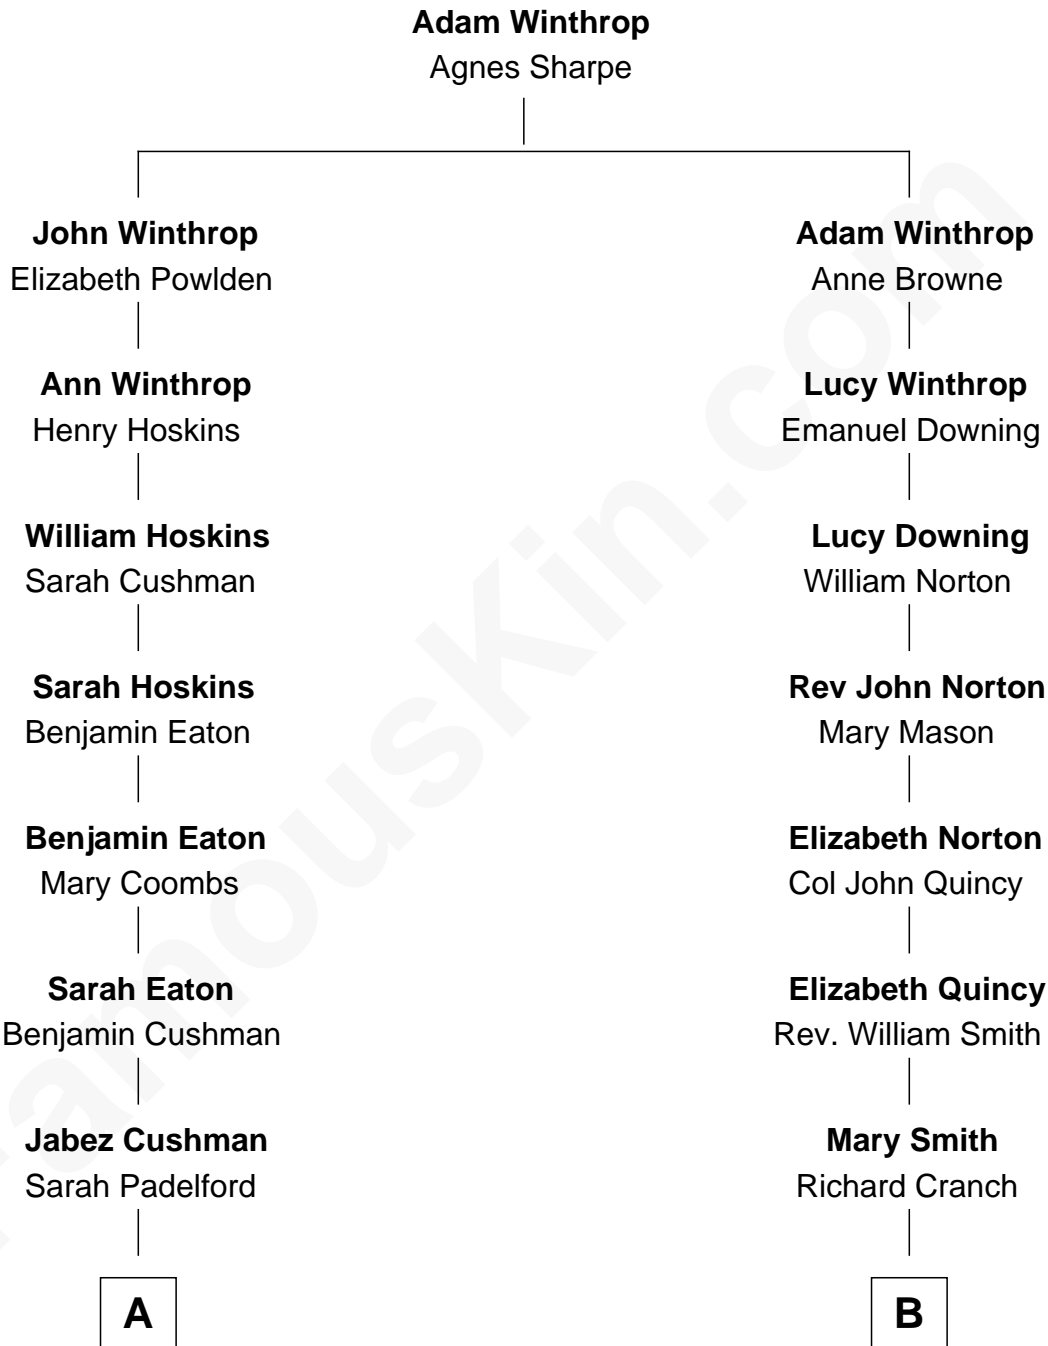 Adam Winthrop
Agnes Sharpe
John Winthrop
Elizabeth Powlden
Ann Winthrop
Henry Hoskins
William Hoskins
Sarah Cushman
Sarah Hoskins
Benjamin Eaton
Benjamin Eaton
Mary Coombs
Sarah Eaton
Benjamin Cushman
Jabez Cushman
Sarah Padelford
A
Adam Winthrop
Anne Browne
Lucy Winthrop
Emanuel Downing
Lucy Downing
William Norton
Rev John Norton
Mary Mason
Elizabeth Norton
Col John Quincy
Elizabeth Quincy
Rev. William Smith
Mary Smith
Richard Cranch
B
FamousKin.com